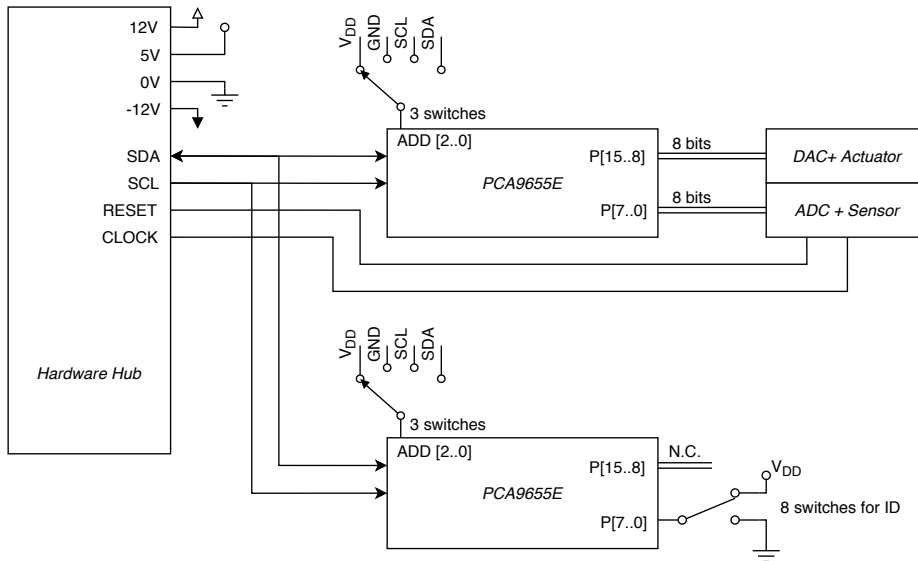 12V
5V
0V
-12V
SDA
SCL
RESET
CLOCK
Hardware Hub
VDD
GND
SCL
SDA
3 switches
ADD [2..0]
PCA9655E
P[15..8]
P[7..0]
8 bits
8 bits
DAC+ Actuator
ADC + Sensor
VDD
GND
SCL
SDA
3 switches
ADD [2..0]
PCA9655E
P[15..8]
P[7..0]
N.C.
VDD
8 switches for ID